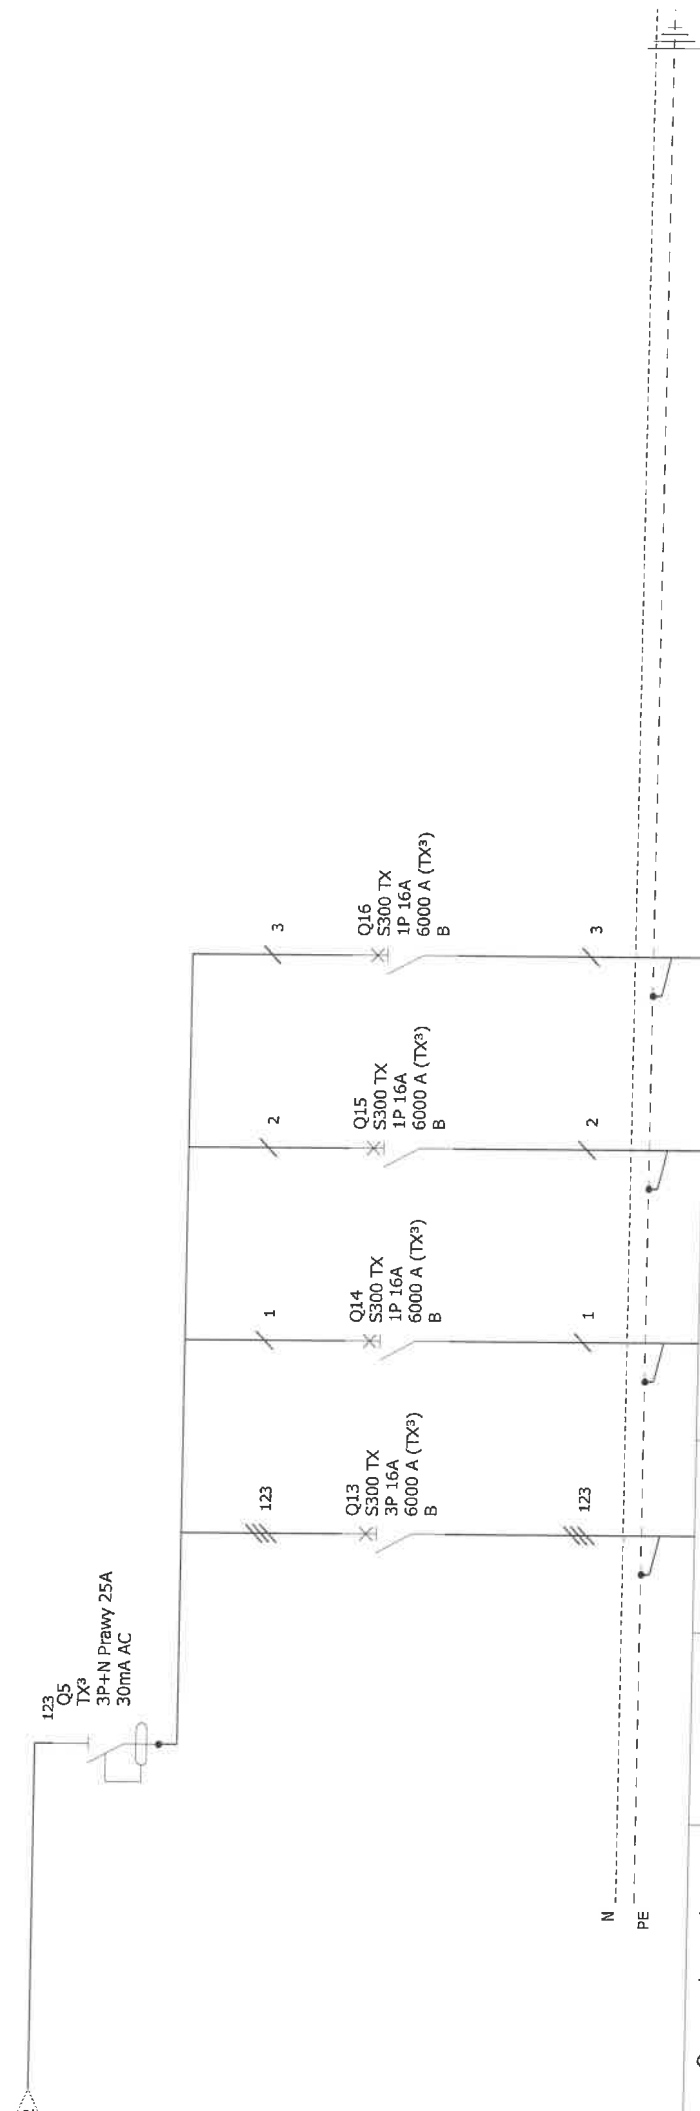 123
Q5
TX³
3P+N Prawy 25A
30mA AC
123
1
2
3
Q13
S300 TX
3P 16A
6000 A (TX³)
B
Q14
S300 TX
1P 16A
6000 A (TX³)
B
Q15
S300 TX
1P 16A
6000 A (TX³)
B
Q16
S300 TX
1P 16A
6000 A (TX³)
B
123
1
2
3
N
PE